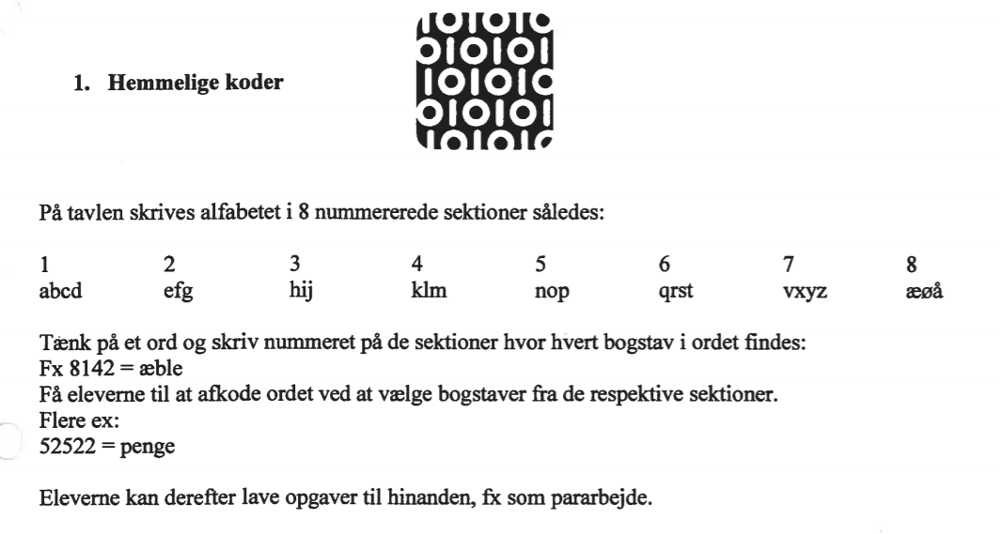 1. Hemmelige koder
På tavlen skrives alfabetet i 8 nummererede sektioner således:
1 2 3 4 5 6 7 8
abcd efg hij klm nop qrst vxyz æøå
Tænk på et ord og skriv nummeret på de sektioner hvor hvert bogstav i ordet findes:
Fx 8142 = æble
Få eleverne til at afkode ordet ved at vælge bogstaver fra de respektive sektioner.
Flere ex:
52522 = penge
Eleverne kan derefter lave opgaver til hinanden, fx som pararbejde.